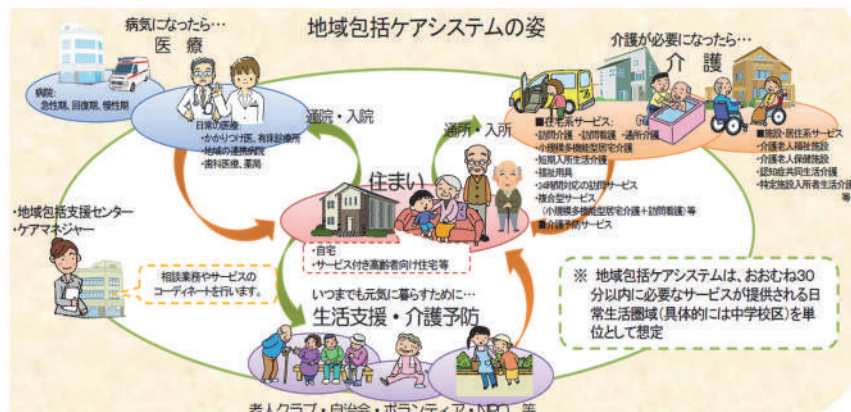 地域包括ケアシステムの姿
病気になったら…
医 療
病院:
急性期、回復期、慢性期
日常の医療:
・かかりつけ医、有床診療所
・地域の連携病院
・歯科医療、薬局
通院・入院
通所・入所
介護が必要になったら…
介 護
■在宅系サービス:
・訪問介護 ・訪問看護 ・通所介護
・小規模多機能型居宅介護
・短期入所生活介護
・福祉用具
・24時間対応の訪問サービス
・複合型サービス
(小規模多機能型居宅介護+訪問看護)等
■介護予防サービス
■施設・居住系サービス
・介護老人福祉施設
・介護老人保健施設
・認知症共同生活介護
・特定施設入所者生活介護
等
住まい
・自宅
・サービス付き高齢者向け住宅等
・地域包括支援センター
・ケアマネジャー
相談業務やサービスの
コーディネートを行います。
いつまでも元気に暮らすために…
生活支援・介護予防
老人クラブ・自治会・ボランティア・NPO 等
※ 地域包括ケアシステムは、おおむね30
分以内に必要なサービスが提供される日
常生活圏域(具体的には中学校区)を単
位として想定